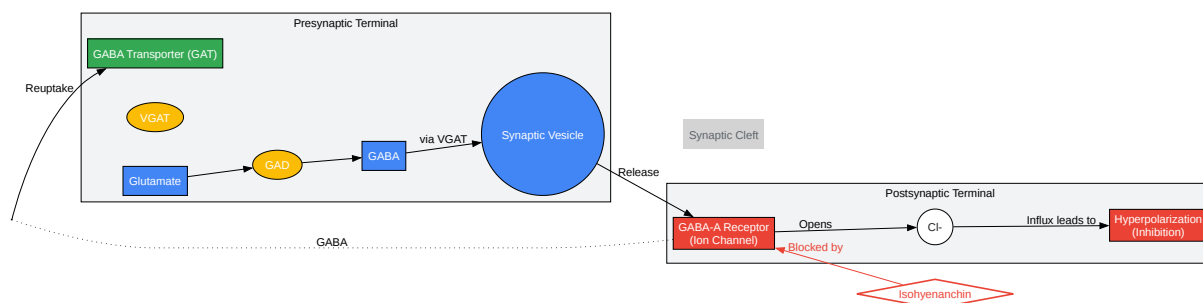 Presynaptic Terminal
GABA Transporter (GAT)
Reuptake
VGAT
via VGAT
Synaptic Vesicle
Synaptic Cleft
GABA
GAD
Glutamate
Release
Postsynaptic Terminal
GABA-A Receptor
(Ion Channel)
Opens
Cl-
Influx leads to
Hyperpolarization
(Inhibition)
GABA
Blocked by
Isohyenanchin